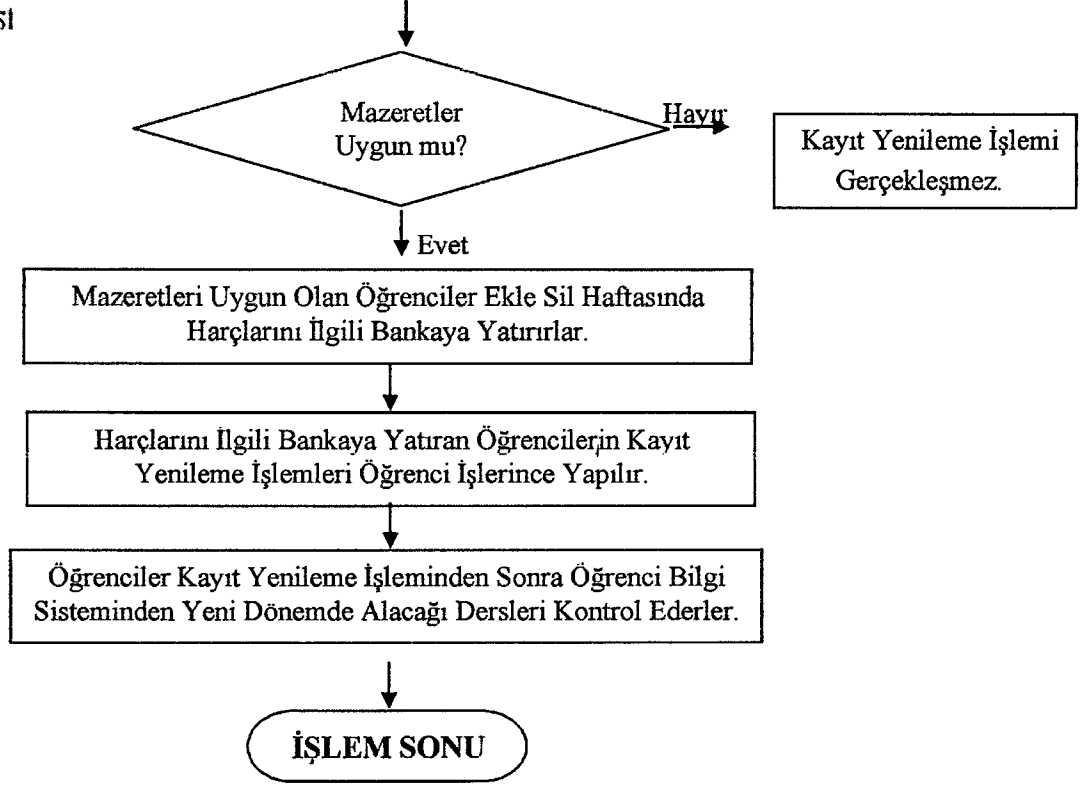 Mazeretler
Uygun mu?
Hayır
Kayıt Yenileme İşlemi
Gerçekleşmez.
Evet
Mazeretleri Uygun Olan Öğrenciler Ekle Sil Haftasında
Harçlarını İlgili Bankaya Yatırırlar.
Harçlarını İlgili Bankaya Yatıran Öğrencilerin Kayıt
Yenileme İşlemleri Öğrenci İşlerince Yapılır.
Öğrenciler Kayıt Yenileme İşleminden Sonra Öğrenci Bilgi
Sisteminden Yeni Dönemde Alacağı Dersleri Kontrol Ederler.
İŞLEM SONU